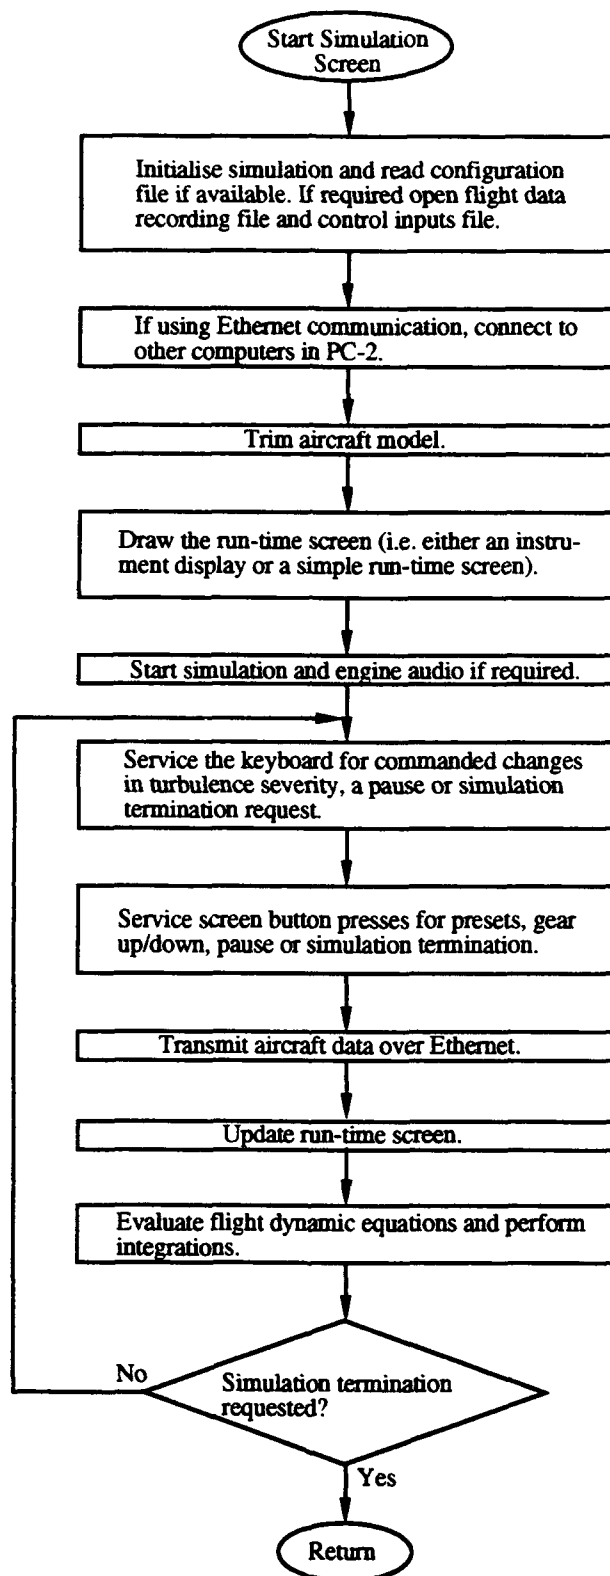 Start Simulation
Screen
Initialise simulation and read configuration
file if available. If required open flight data
recording file and control inputs file.
If using Ethernet communication, connect to
other computers in PC-2.
Trim aircraft model.
Draw the run-time screen (i.e. either an instru-
ment display or a simple run-time screen).
Start simulation and engine audio if required.
Service the keyboard for commanded changes
in turbulence severity, a pause or simulation
termination request.
Service screen button presses for presets, gear
up/down, pause or simulation termination.
Transmit aircraft data over Ethernet.
Update run-time screen.
Evaluate flight dynamic equations and perform
integrations.
No
Simulation termination
requested?
Yes
Return